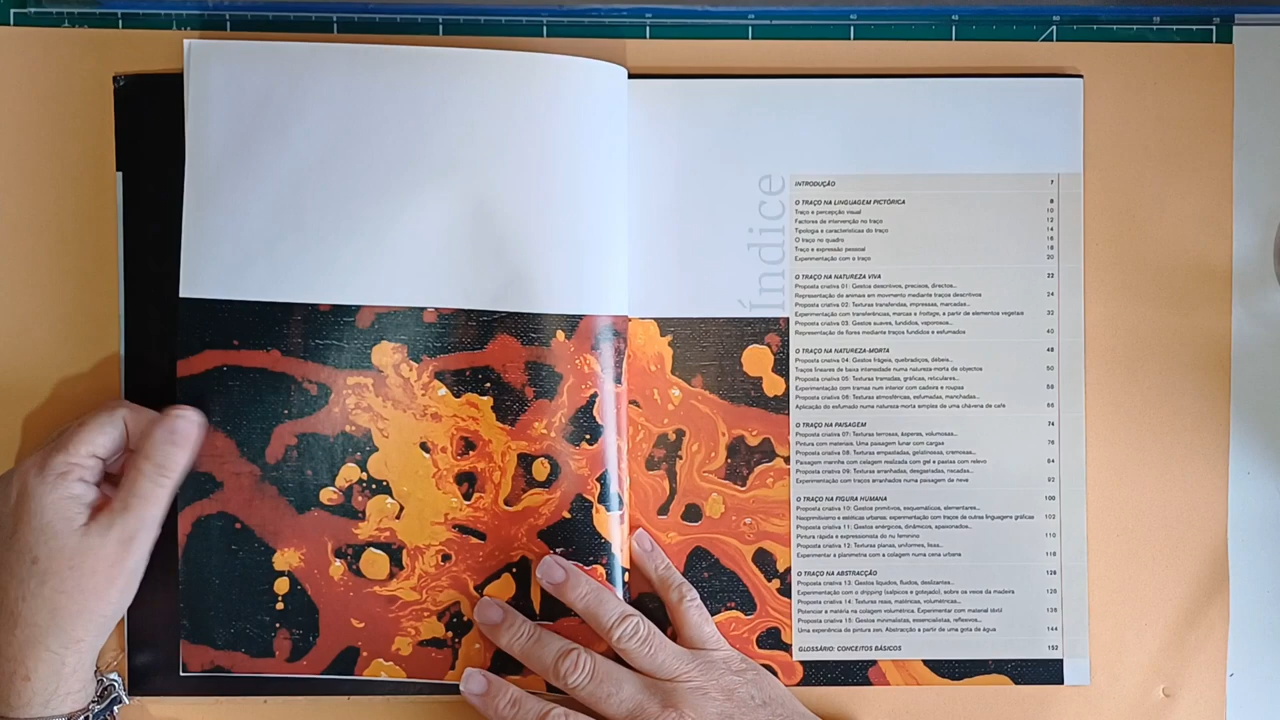 Índice
INTRODUÇÃO 7
O TRAÇO NA LINGUAGEM PICTÓRICA 8
Traço e percepção visual 10
Factores de intervenção no traço 12
Tipologia e características do traço 14
O traço no quadro 16
Traço e expressão pessoal 18
Experimentação com o traço 20
O TRAÇO NA NATUREZA VIVA 22
Proposta criativa 01: Gestos descritivos, precisos, directos...
Representação de animais em movimento mediante traços descritivos 24
Proposta criativa 02: Texturas transferidas, impressas, marcadas...
Experimentação com transferências, marcas e frottage, a partir de elementos vegetais 32
Proposta criativa 03: Gestos suaves, fundidos, vaporosos...
Representação de flores mediante traços fundidos e esfumados 40
O TRAÇO NA NATUREZA-MORTA 48
Proposta criativa 04: Gestos frágeis, quebradiços, débeis...
Traços lineares de baixa intensidade numa natureza-morta de objectos 50
Proposta criativa 05: Texturas tramadas, gráficas, reticulares...
Experimentação com tramas num interior com cadeira e roupas 58
Proposta criativa 06: Texturas atmosféricas, esfumadas, manchadas...
Aplicação do esfumado numa natureza-morta simples de uma chávena de café 66
O TRAÇO NA PAISAGEM 74
Proposta criativa 07: Texturas terrosas, ásperas, volumosas...
Pintura com materiais. Uma paisagem lunar com cargas 76
Proposta criativa 08: Texturas empastadas, gelatinosas, cremosas...
Paisagem marinha com colagem realizada com gel e pastas com relevo 84
Proposta criativa 09: Texturas arranhadas, desgastadas, riscadas...
Experimentação com traços arranhados numa paisagem de neve 92
O TRAÇO NA FIGURA HUMANA 100
Proposta criativa 10: Gestos primitivos, esquemáticos, elementares...
Neoprimitivismo e estéticas urbanas: experimentação com traços de outras linguagens gráficas 102
Proposta criativa 11: Gestos enérgicos, dinâmicos, apaixonados...
Pintura rápida e expressionista do nu feminino 110
Proposta criativa 12: Texturas planas, uniformes, lisas...
Experimentar a planimetria com a colagem numa cena urbana 118
O TRAÇO NA ABSTRACÇÃO 126
Proposta criativa 13: Gestos líquidos, fluidos, deslizantes...
Experimentação com o dripping (salpicos e gotejado), sobre os veios da madeira 128
Proposta criativa 14: Texturas reais, matéricas, volumétricas...
Potenciar a matéria na colagem volumétrica. Experimentar com material têxtil 136
Proposta criativa 15: Gestos minimalistas, essencialistas, reflexivos...
Uma experiência de pintura zen. Abstracção a partir de uma gota de água 144
GLOSSÁRIO: CONCEITOS BÁSICOS 152